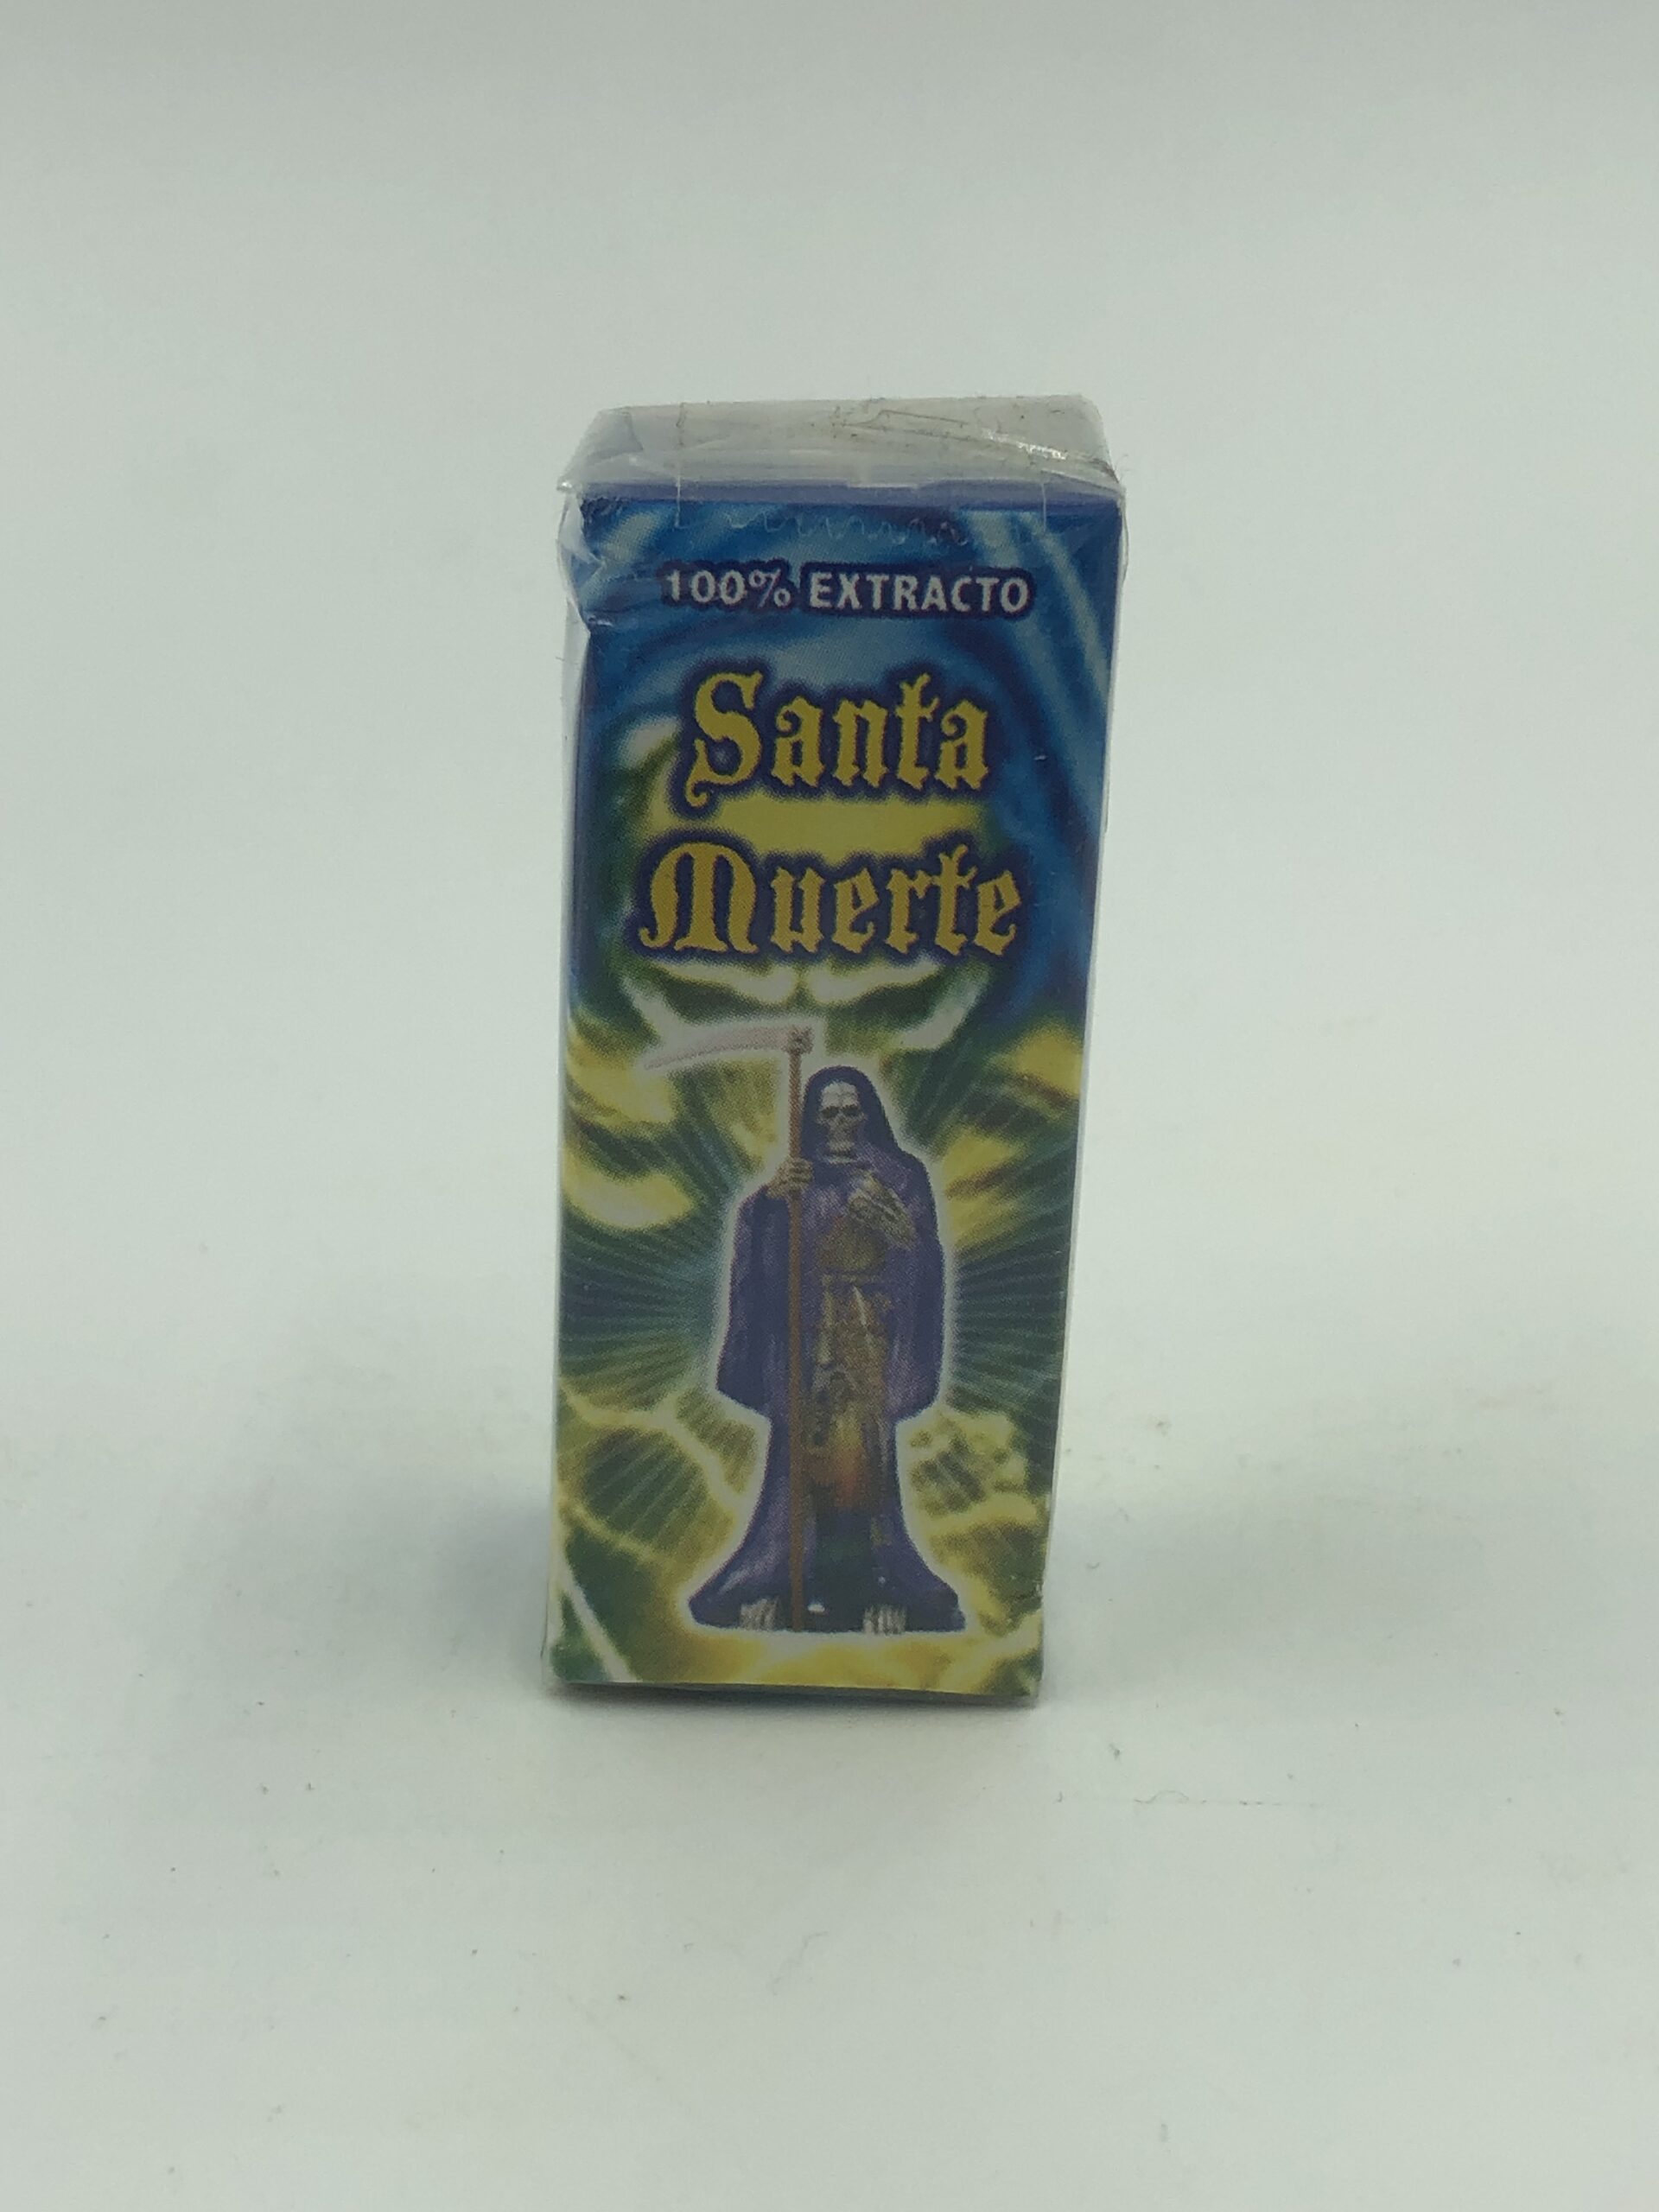 100% EXTRACTO
Santa
Muerte